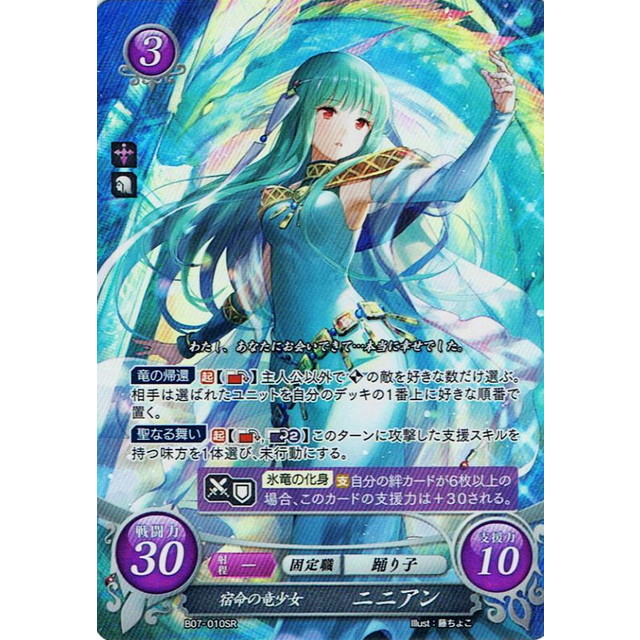 3
わたし、あなたにお会いできて…本当に幸せでした。
竜の帰還 起【】主人公以外での敵を好きな数だけ選ぶ。
相手は選ばれたユニットを自分のデッキの1番上に好きな順番で
置く。
聖なる舞い 起【、2】このターンに攻撃した支援スキルを
持つ味方を1体選び、未行動にする。
氷竜の化身 支 自分の絆カードが6枚以上の
場合、このカードの支援力は+30される。
戦闘力
30
射程 ー 固定職 踊り子
支援力
10
宿命の竜少女 ニニアン
B07-010SR
Illust:藤ちょこ